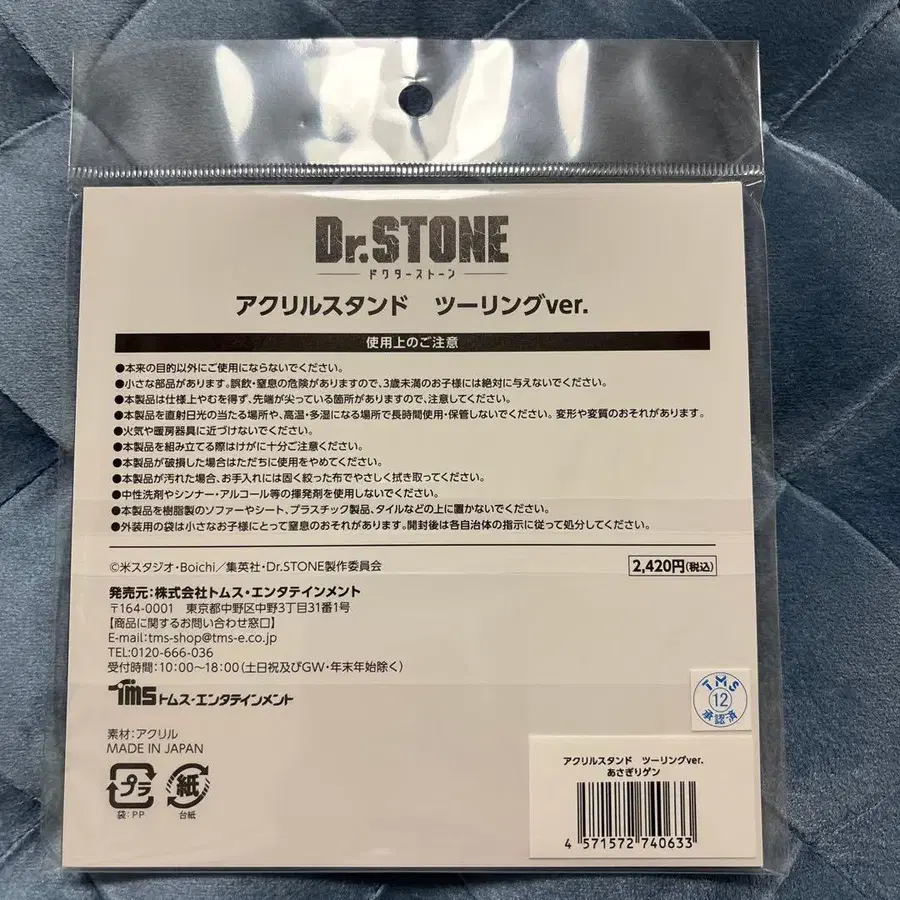 Dr.STONE
ドクターストーン
アクリルスタンド ツーリングver.
使用上のご注意
●本来の目的以外にご使用にならないでください。
●小さな部品があります。誤飲・窒息の危険がありますので、3歳未満のお子様には絶対に与えないでください。
●本製品は仕様上やむを得ず、先端が尖っている箇所がありますので、注意してください。
●本製品を直射日光の当たる場所や、高温・多湿になる場所で長時間使用・保管しないでください。変形や変質のおそれがあります。
●火気や暖房器具に近づけないでください。
●本製品を組み立てる際はけがに十分ご注意ください。
●本製品が破損した場合はただちに使用をやめてください。
●本製品が汚れた場合、お手入れには固く絞った布でやさしく拭き取ってください。
●中性洗剤やシンナー・アルコール等の揮発剤を使用しないでください。
●本製品を樹脂製のソファーやシート、プラスチック製品、タイルなどの上に置かないでください。
●外装用の袋は小さなお子様にとって窒息のおそれがあります。開封後は各自治体の指示に従って処分してください。
©米スタジオ・Boichi／集英社・Dr.STONE製作委員会
2,420円(税込)
発売元：株式会社トムス・エンタテインメント
〒164-0001 東京都中野区中野3丁目31番1号
【商品に関するお問い合わせ窓口】
E-mail:tms-shop@tms-e.co.jp
TEL:0120-666-036
受付時間：10:00～18:00（土日祝及びGW・年末年始除く）
Tms トムス・エンタテインメント
TMS
12
承認済
素材：アクリル
MADE IN JAPAN
プラ
袋：PP
紙
台紙
アクリルスタンド ツーリングver.
あさぎりゲン
4 571572 740633